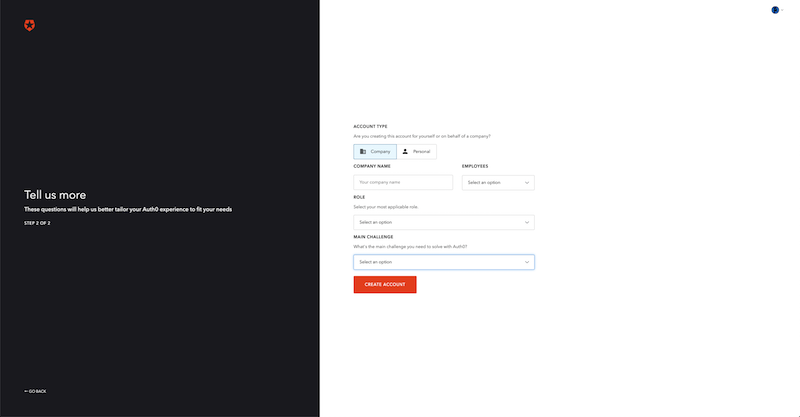 Tell us more
These questions will help us better tailor your Auth0 experience to fit your needs
STEP 2 OF 2
← GO BACK
ACCOUNT TYPE
Are you creating this account for yourself or on behalf of a company?
Company Personal
COMPANY NAME EMPLOYEES
Your company name Select an option
ROLE
Select your most applicable role.
Select an option
MAIN CHALLENGE
What's the main challenge you need to solve with Auth0?
Select an option
CREATE ACCOUNT